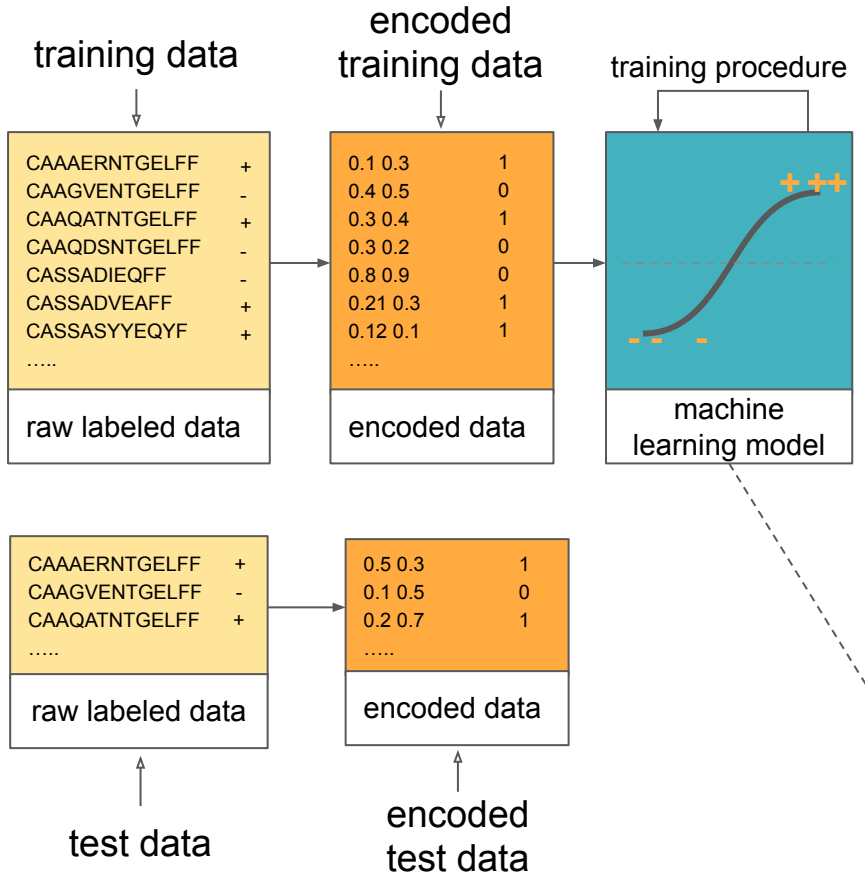 training data
encoded
training data
training procedure
CAAAERNTGELFF +
CAAGVENTGELFF -
CAAQATNTGELFF +
CAAQDSNTGELFF -
CASSADIEQFF -
CASSADVEAFF +
CASSASYYEQYF +
.....
raw labeled data
0.1 0.3 1
0.4 0.5 0
0.3 0.4 1
0.3 0.2 0
0.8 0.9 0
0.21 0.3 1
0.12 0.1 1
.....
encoded data
+ ++
- - -
machine
learning model
CAAAERNTGELFF +
CAAGVENTGELFF -
CAAQATNTGELFF +
.....
raw labeled data
0.5 0.3 1
0.1 0.5 0
0.2 0.7 1
.....
encoded data
test data
encoded
test data